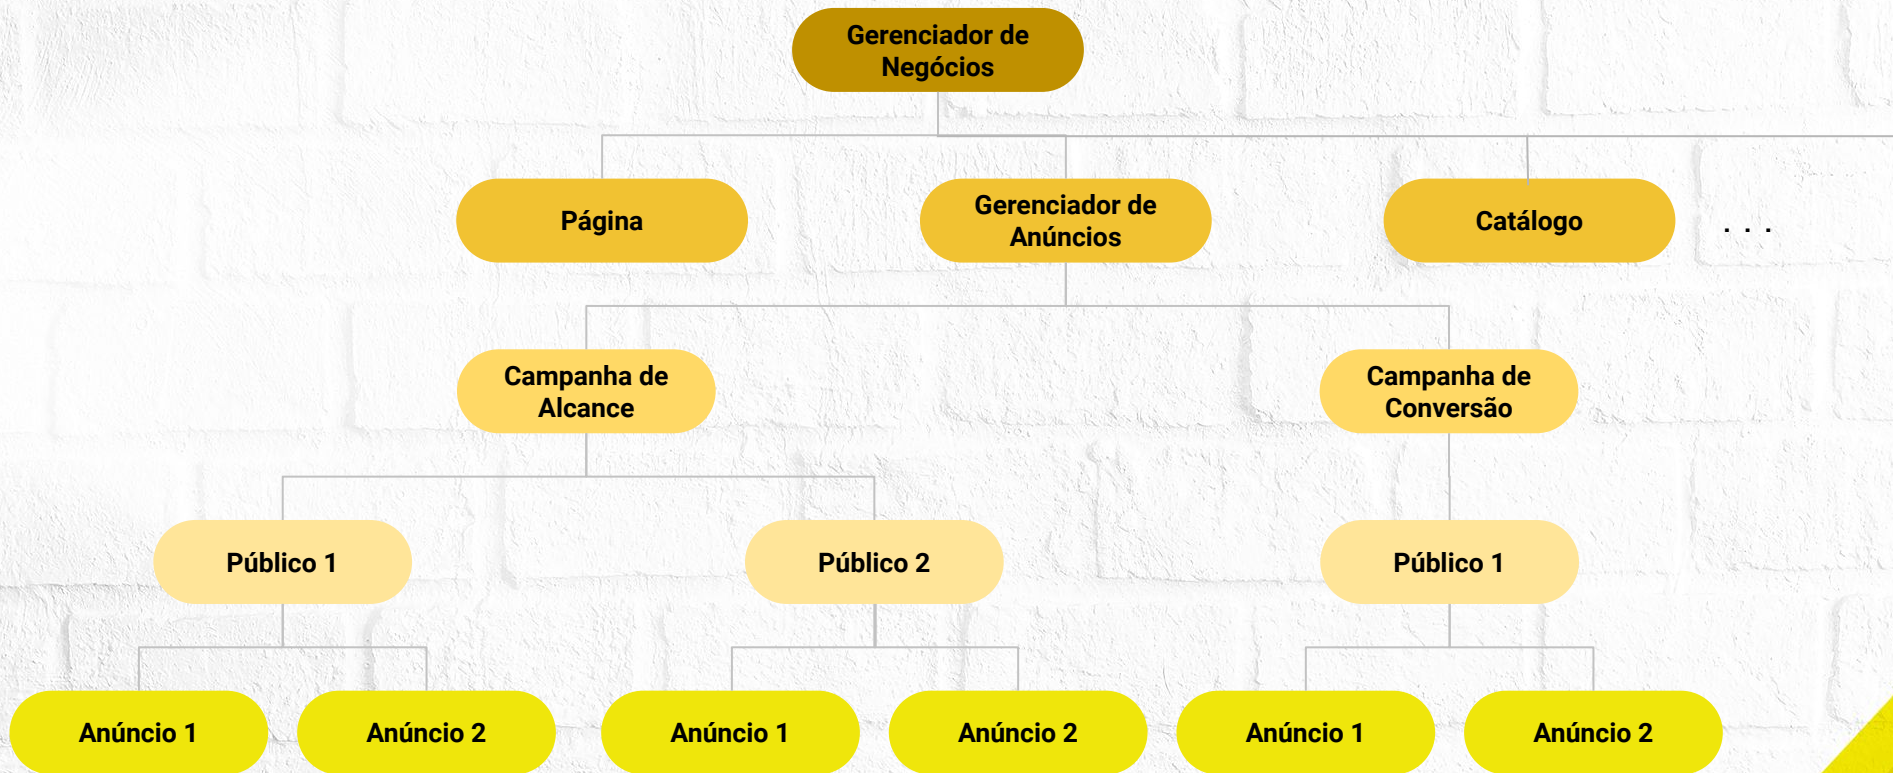 Gerenciador de
Negócios
Página
Gerenciador de
Anúncios
Catálogo
. . .
Campanha de
Alcance
Campanha de
Conversão
Público 1
Público 2
Público 1
Anúncio 1
Anúncio 2
Anúncio 1
Anúncio 2
Anúncio 1
Anúncio 2